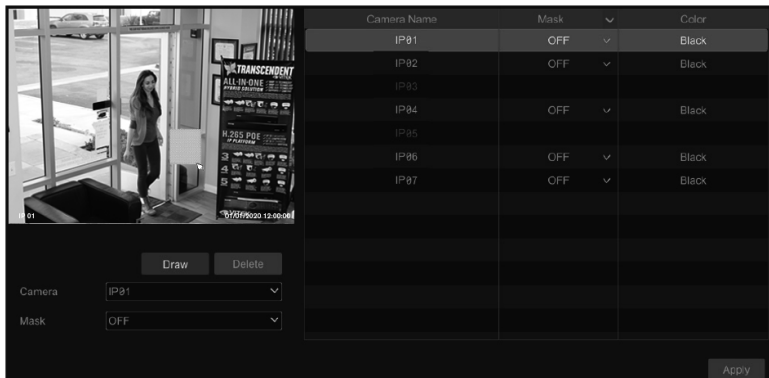 Camera Name Mask Color
IP01 OFF Black
IP02 OFF Black
IP03
IP04 OFF Black
IP05
IP06 OFF Black
IP07 OFF Black
TRANSCENDENT
ALL-IN-ONE
HYBRID SOLUTION
H.265 POE
IP PLATFORM
IP 01
01/01/2020 12:00:00
Draw Delete
Camera IP01
Mask OFF
Apply